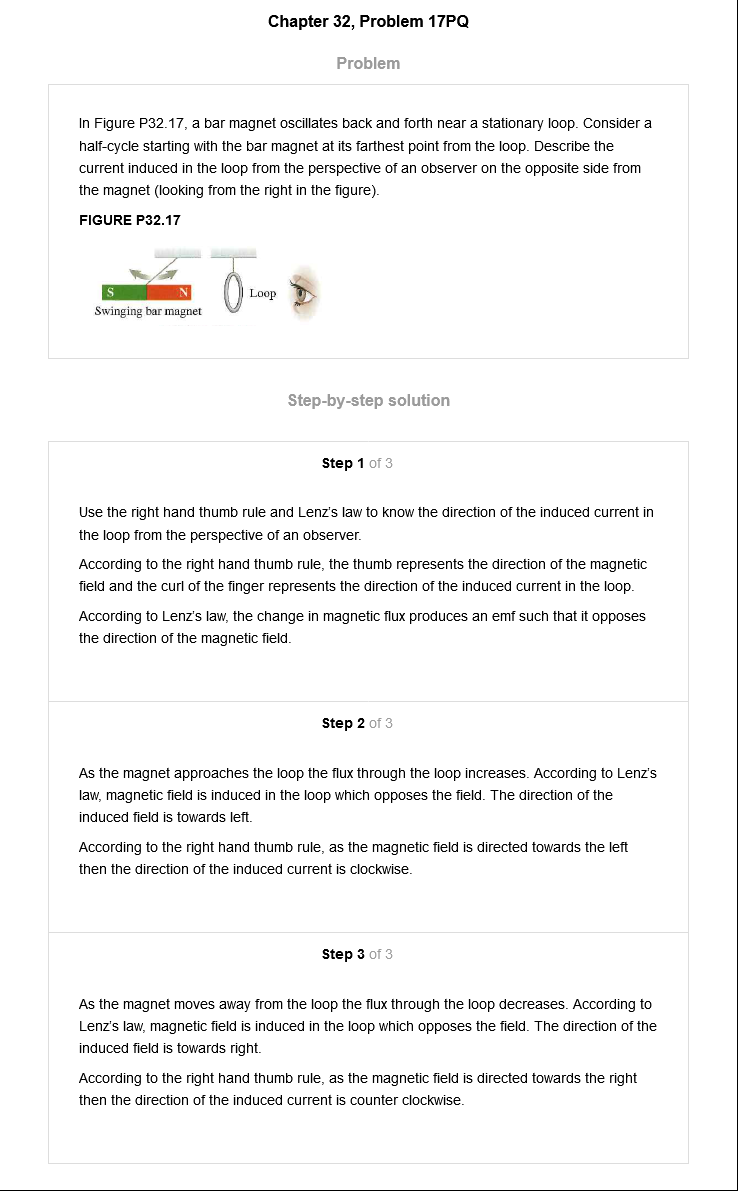 Chapter 32, Problem 17PQ
Problem
In Figure P32.17, a bar magnet oscillates back and forth near a stationary loop. Consider a
half-cycle starting with the bar magnet at its farthest point from the loop. Describe the
current induced in the loop from the perspective of an observer on the opposite side from
the magnet (looking from the right in the figure).
FIGURE P32.17
S N Loop
Swinging bar magnet
Step-by-step solution
Step 1 of 3
Use the right hand thumb rule and Lenz's law to know the direction of the induced current in
the loop from the perspective of an observer.
According to the right hand thumb rule, the thumb represents the direction of the magnetic
field and the curl of the finger represents the direction of the induced current in the loop.
According to Lenz's law, the change in magnetic flux produces an emf such that it opposes
the direction of the magnetic field.
Step 2 of 3
As the magnet approaches the loop the flux through the loop increases. According to Lenz's
law, magnetic field is induced in the loop which opposes the field. The direction of the
induced field is towards left.
According to the right hand thumb rule, as the magnetic field is directed towards the left
then the direction of the induced current is clockwise.
Step 3 of 3
As the magnet moves away from the loop the flux through the loop decreases. According to
Lenz's law, magnetic field is induced in the loop which opposes the field. The direction of the
induced field is towards right.
According to the right hand thumb rule, as the magnetic field is directed towards the right
then the direction of the induced current is counter clockwise.